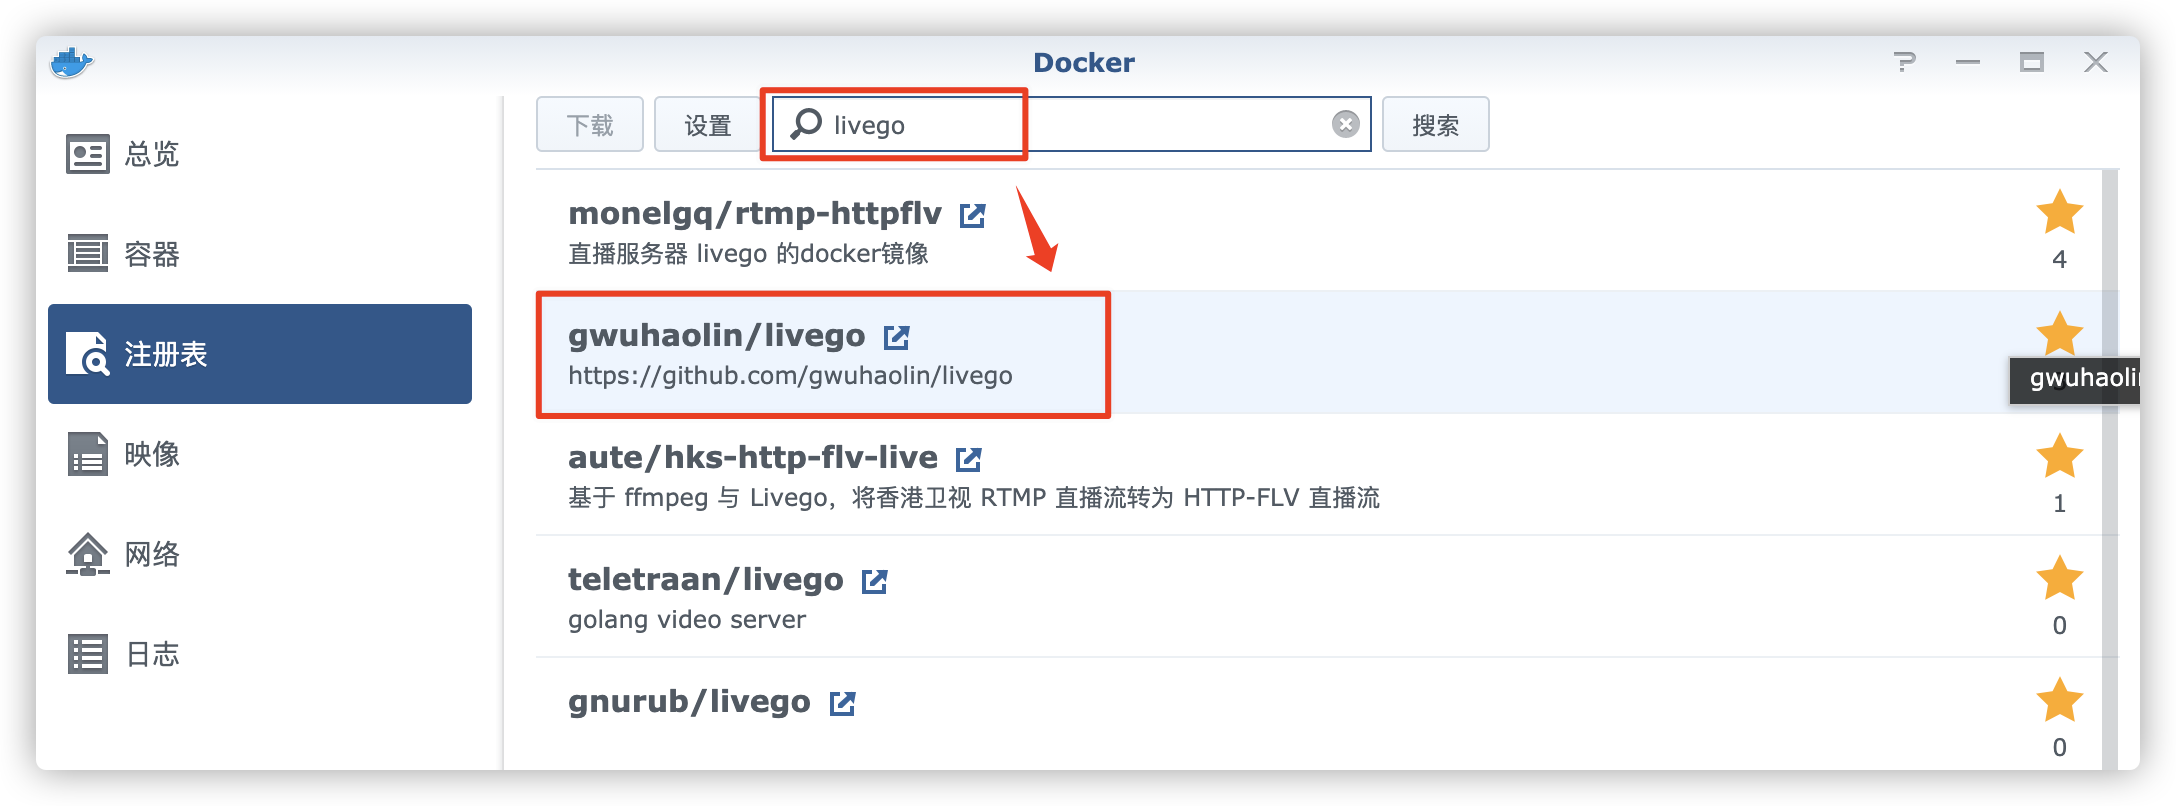 Docker
总览
容器
注册表
映像
网络
日志
下载
设置
livego
搜索
monelgq/rtmp-httpflv
直播服务器 livego 的docker镜像
4
gwuhaolin/livego
https://github.com/gwuhaolin/livego
gwuhaolin
aute/hks-http-flv-live
基于 ffmpeg 与 Livego，将香港卫视 RTMP 直播流转为 HTTP-FLV 直播流
1
teletraan/livego
golang video server
0
gnurub/livego
0